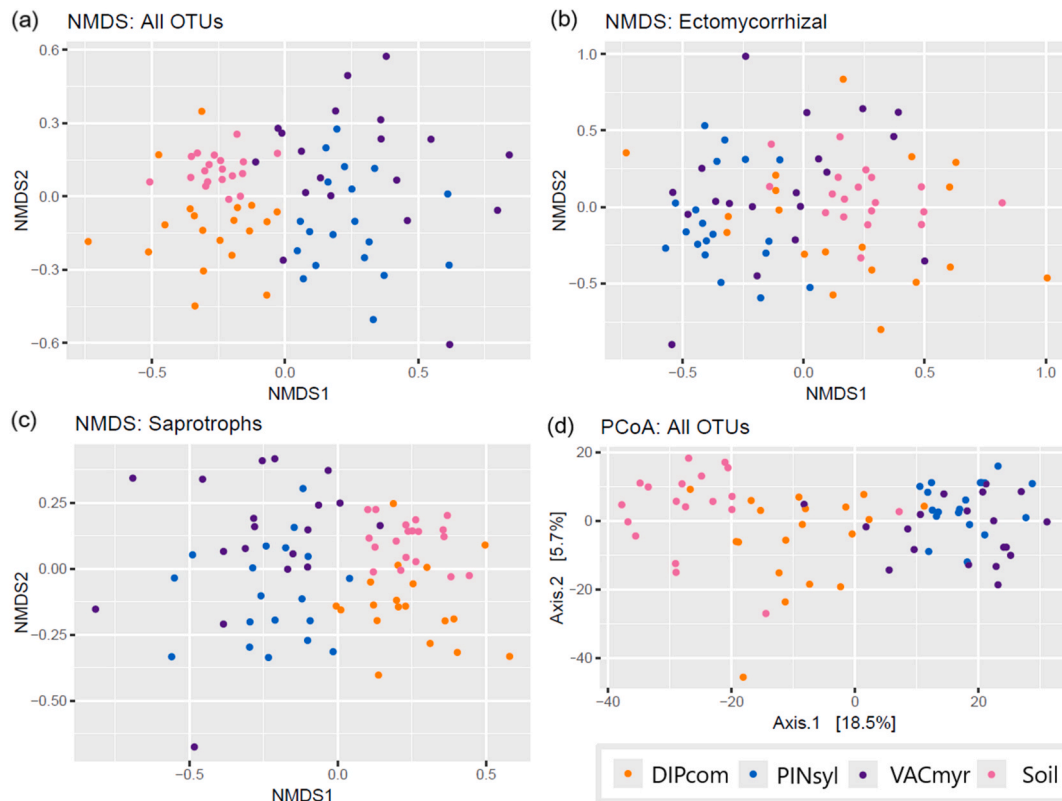 (a) NMDS: All OTUs
0.6
0.3
0.0
−0.3
−0.6
NMDS2
−0.5
0.0
0.5
NMDS1
(b) NMDS: Ectomycorrhizal
1.0
0.5
0.0
−0.5
NMDS2
−0.5
0.0
0.5
1.0
NMDS1
(c) NMDS: Saprotrophs
0.25
0.00
−0.25
−0.50
NMDS2
−0.5
0.0
0.5
NMDS1
(d) PCoA: All OTUs
20
0
−20
−40
Axis.2 [5.7%]
−40
−20
0
20
Axis.1 [18.5%]
DIPcom PINsyl VACmyr Soil